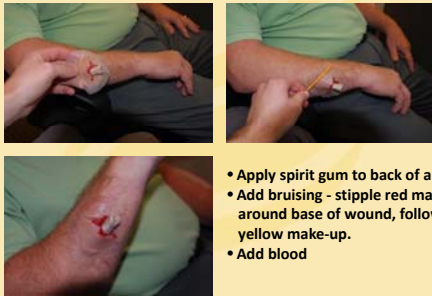 • Apply spirit gum to back of a
• Add bruising - stipple red ma
around base of wound, follow
yellow make-up.
• Add blood